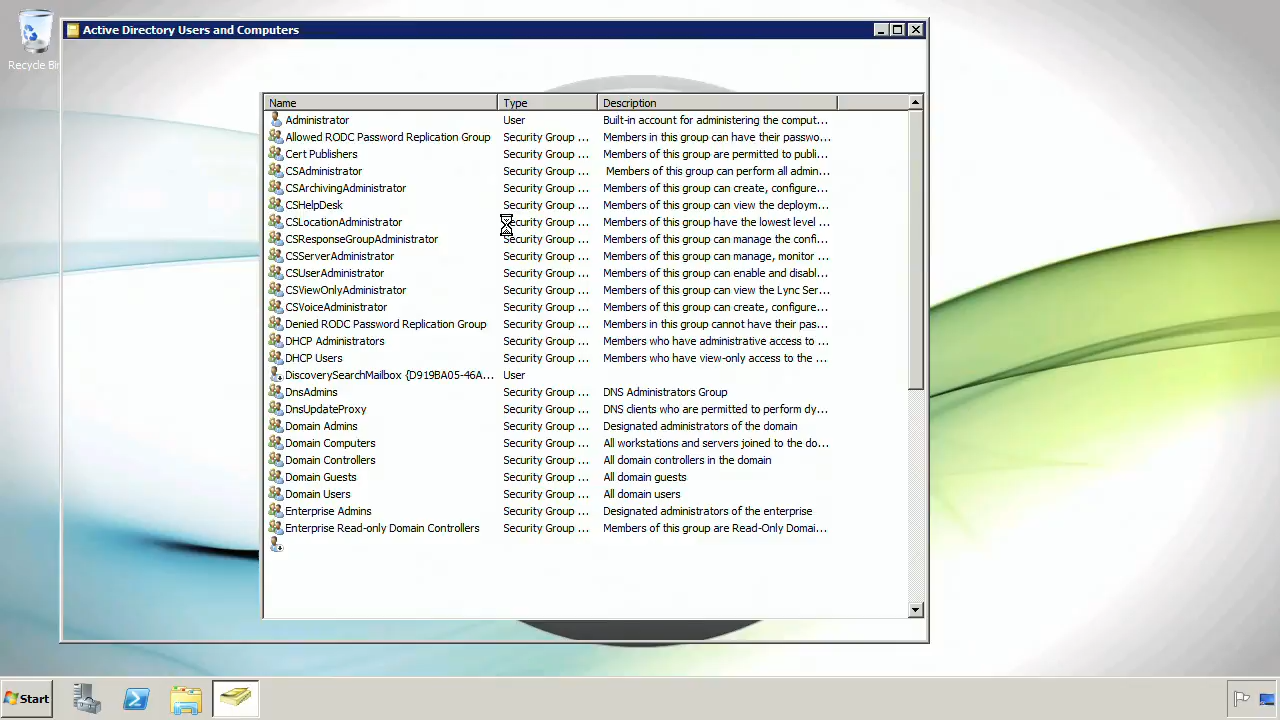 Recycle Bin
Active Directory Users and Computers
Name Type Description
Administrator User Built-in account for administering the comput...
Allowed RODC Password Replication Group Security Group ... Members in this group can have their passwo...
Cert Publishers Security Group ... Members of this group are permitted to publi...
CSAdministrator Security Group ... Members of this group can perform all admin...
CSArchivingAdministrator Security Group ... Members of this group can create, configure...
CSHelpDesk Security Group ... Members of this group can view the deploym...
CSLocationAdministrator Security Group ... Members of this group have the lowest level ...
CSResponseGroupAdministrator Security Group ... Members of this group can manage the confi...
CSServerAdministrator Security Group ... Members of this group can manage, monitor ...
CSUserAdministrator Security Group ... Members of this group can enable and disabl...
CSViewOnlyAdministrator Security Group ... Members of this group can view the Lync Ser...
CSVoiceAdministrator Security Group ... Members of this group can create, configure...
Denied RODC Password Replication Group Security Group ... Members in this group cannot have their pas...
DHCP Administrators Security Group ... Members who have administrative access to ...
DHCP Users Security Group ... Members who have view-only access to the ...
DiscoverySearchMailbox {D919BA05-46A... User
DnsAdmins Security Group ... DNS Administrators Group
DnsUpdateProxy Security Group ... DNS clients who are permitted to perform dy...
Domain Admins Security Group ... Designated administrators of the domain
Domain Computers Security Group ... All workstations and servers joined to the do...
Domain Controllers Security Group ... All domain controllers in the domain
Domain Guests Security Group ... All domain guests
Domain Users Security Group ... All domain users
Enterprise Admins Security Group ... Designated administrators of the enterprise
Enterprise Read-only Domain Controllers Security Group ... Members of this group are Read-Only Domai...
Start